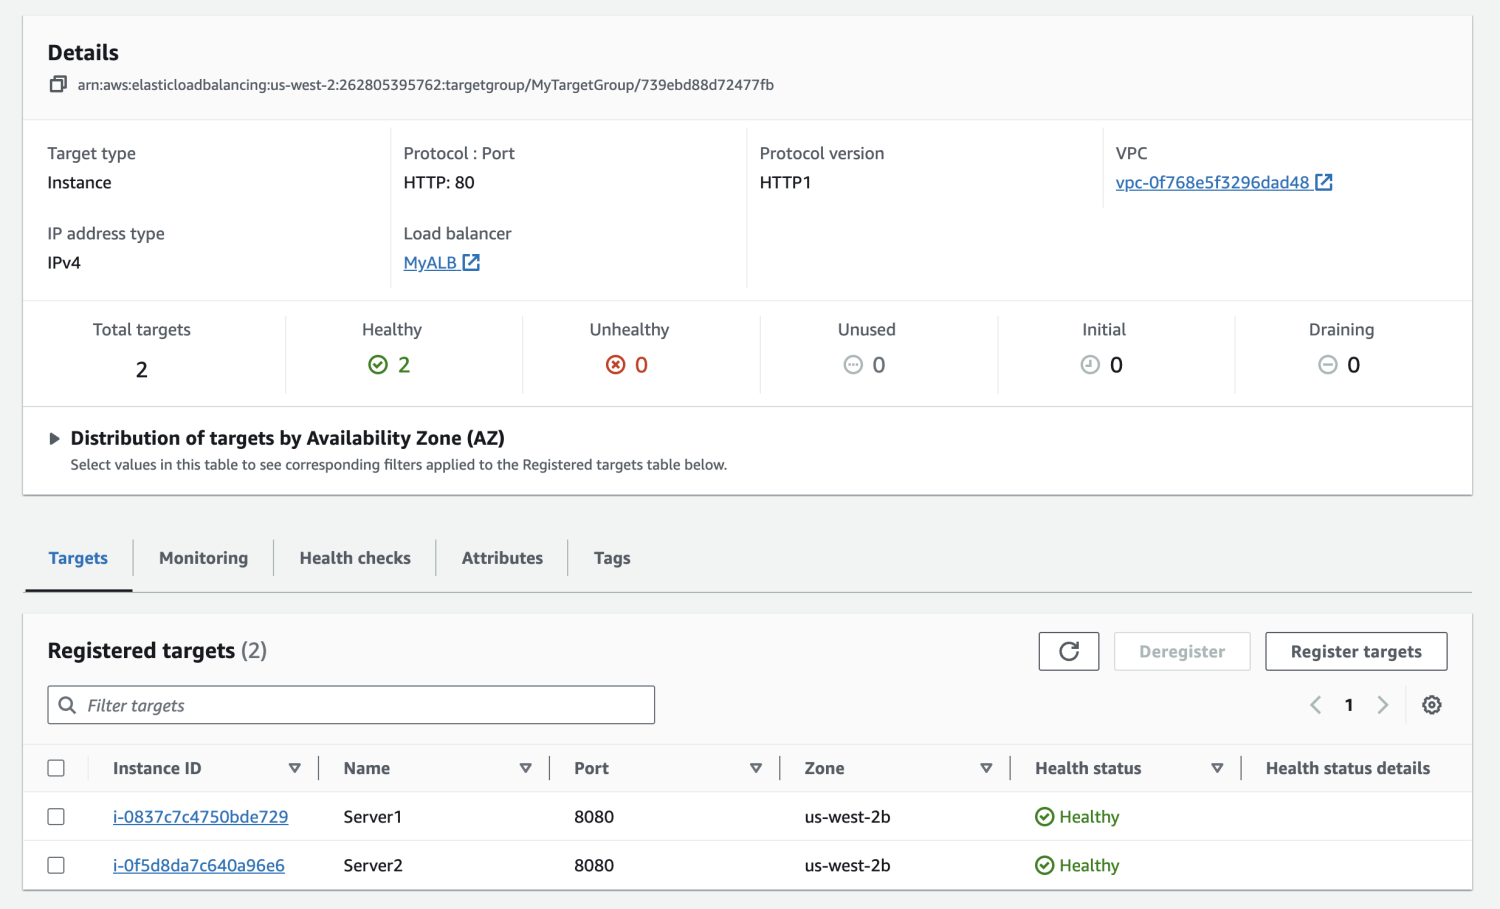 Details
arn:aws:elasticloadbalancing:us-west-2:262805395762:targetgroup/MyTargetGroup/739ebd88d72477fb
Target type
Instance
Protocol : Port
HTTP: 80
Protocol version
HTTP1
VPC
vpc-0f768e5f3296dad48
IP address type
IPv4
Load balancer
MyALB
Total targets
2
Healthy
2
Unhealthy
0
Unused
0
Initial
0
Draining
0
Distribution of targets by Availability Zone (AZ)
Select values in this table to see corresponding filters applied to the Registered targets table below.
Targets Monitoring Health checks Attributes Tags
Registered targets (2)
Deregister Register targets
Filter targets
1
Instance ID Name Port Zone Health status Health status details
i-0837c7c4750bde729 Server1 8080 us-west-2b Healthy
i-0f5d8da7c640a96e6 Server2 8080 us-west-2b Healthy